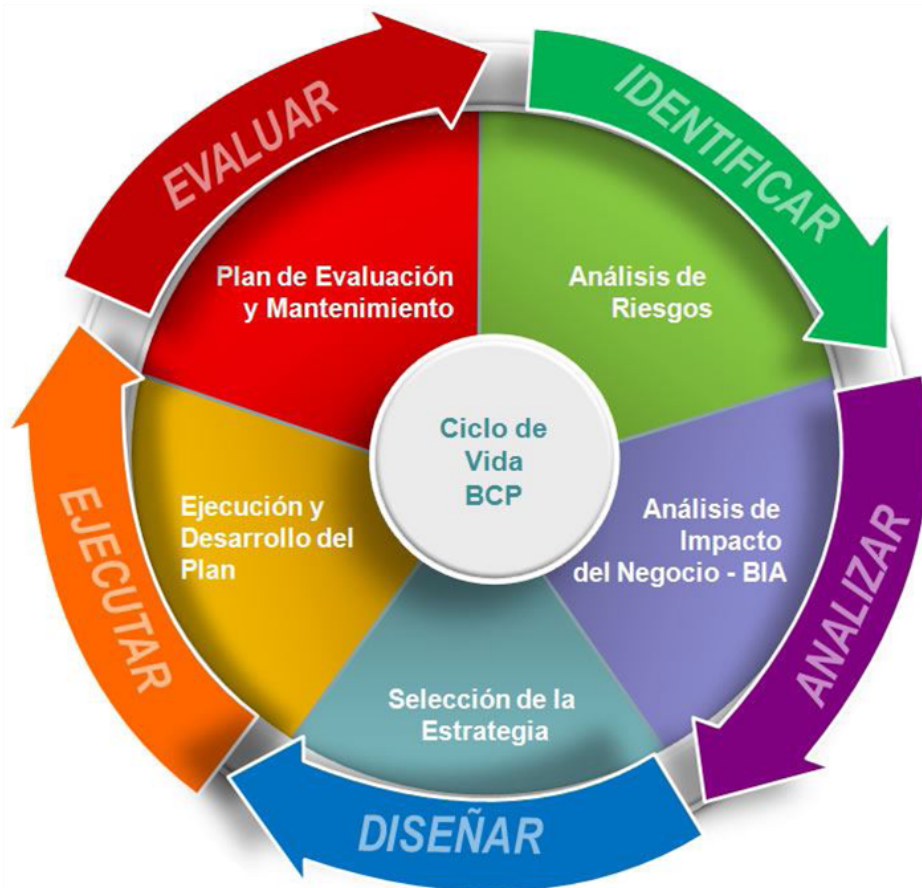 EVALUAR
IDENTIFICAR
Plan de Evaluación
y Mantenimiento
Análisis de
Riesgos
Ciclo de
Vida
BCP
Ejecución y
Desarrollo del
Plan
Análisis de
Impacto
del Negocio - BIA
EJECUTAR
ANALIZAR
Selección de la
Estrategia
DISEÑAR